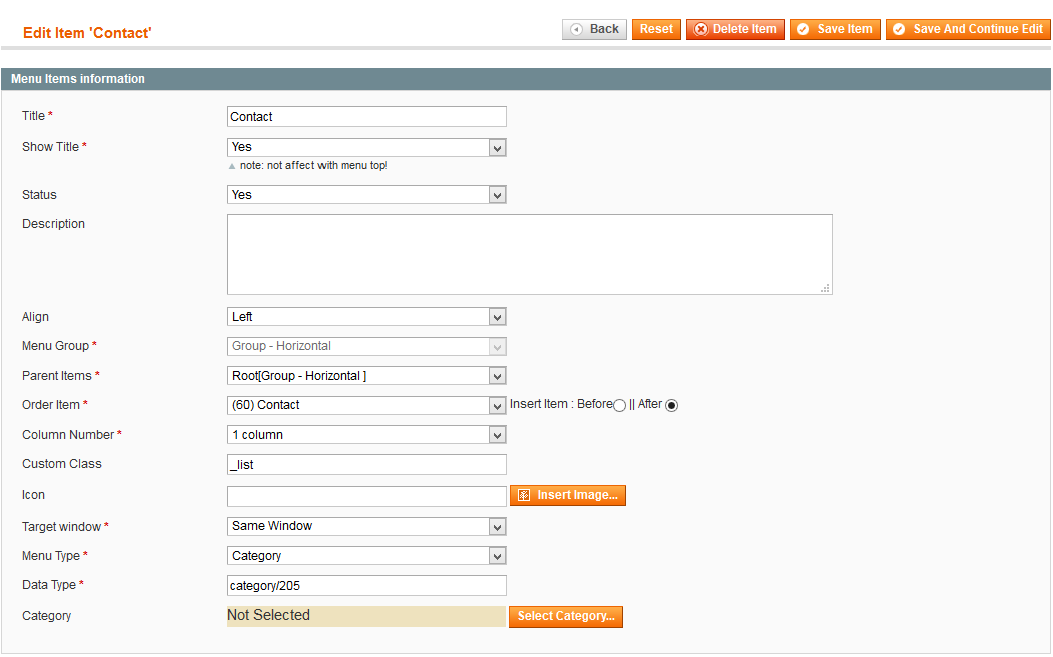 Edit Item 'Contact'
Back Reset Delete Item Save Item Save And Continue Edit
Menu Items information
Title * Contact
Show Title * Yes
note: not affect with menu top!
Status Yes
Description
Align Left
Menu Group * Group - Horizontal
Parent Items * Root[Group - Horizontal ]
Order Item * (60) Contact Insert Item : Before || After
Column Number * 1 column
Custom Class _list
Icon Insert Image...
Target window * Same Window
Menu Type * Category
Data Type * category/205
Category Not Selected Select Category...